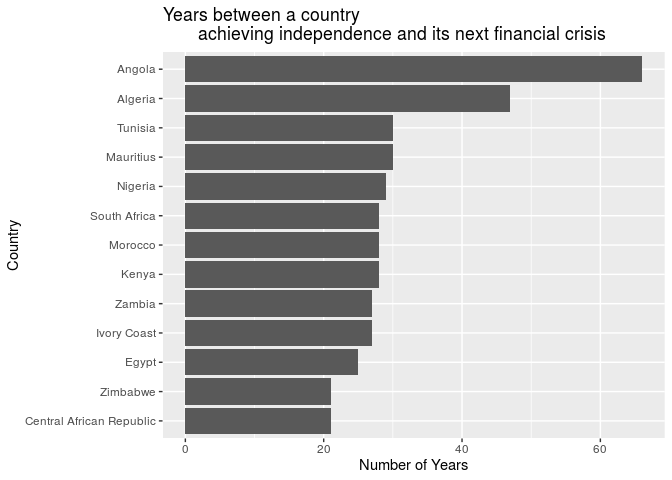 Years between a country
achieving independence and its next financial crisis
Angola
Algeria
Tunisia
Mauritius
Nigeria
South Africa
Morocco
Kenya
Zambia
Ivory Coast
Egypt
Zimbabwe
Central African Republic
Country
0 20 40 60
Number of Years